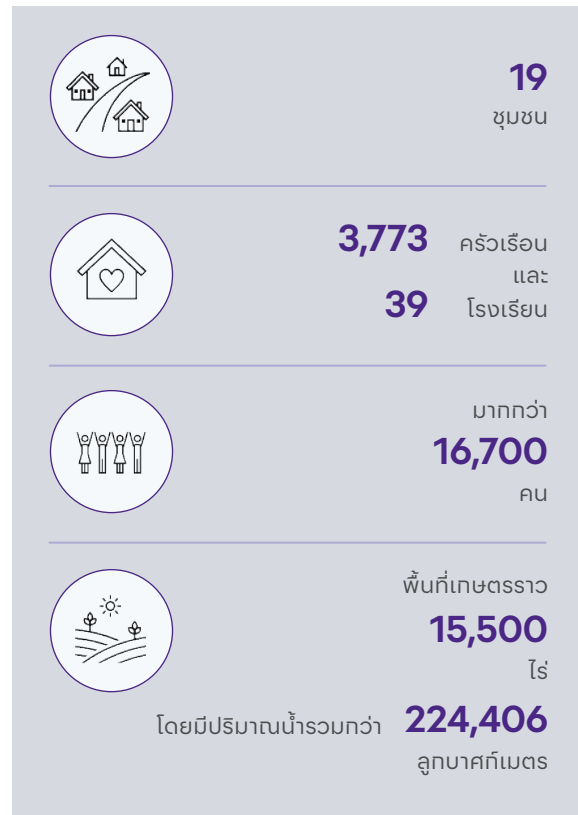 19
ชุมชน
3,773 ครัวเรือน
และ
39 โรงเรียน
มากกว่า
16,700
คน
พื้นที่เกษตรราว
15,500
ไร่
โดยมีปริมาณน้ำรวมกว่า 224,406
ลูกบาศก์เมตร